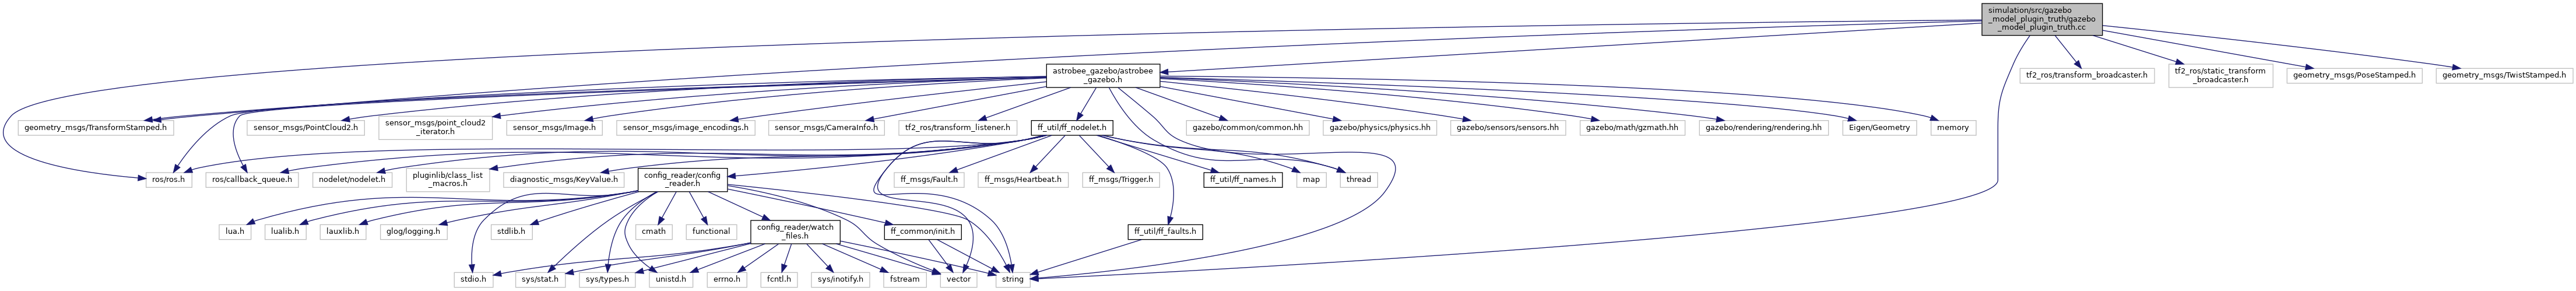 simulation/src/gazebo
_model_plugin_truth/gazebo
_model_plugin_truth.cc
astrobee_gazebo/astrobee
_gazebo.h
tf2_ros/transform_broadcaster.h
tf2_ros/static_transform
_broadcaster.h
geometry_msgs/PoseStamped.h
geometry_msgs/TwistStamped.h
geometry_msgs/TransformStamped.h
sensor_msgs/PointCloud2.h
sensor_msgs/point_cloud2
_iterator.h
sensor_msgs/Image.h
sensor_msgs/image_encodings.h
sensor_msgs/CameraInfo.h
tf2_ros/transform_listener.h
ff_util/ff_nodelet.h
gazebo/common/common.hh
gazebo/physics/physics.hh
gazebo/sensors/sensors.hh
gazebo/math/gzmath.hh
gazebo/rendering/rendering.hh
Eigen/Geometry
memory
ros/ros.h
ros/callback_queue.h
nodelet/nodelet.h
pluginlib/class_list
_macros.h
diagnostic_msgs/KeyValue.h
config_reader/config
_reader.h
ff_msgs/Fault.h
ff_msgs/Heartbeat.h
ff_msgs/Trigger.h
ff_util/ff_names.h
map
thread
lua.h
lualib.h
lauxlib.h
glog/logging.h
stdlib.h
cmath
functional
config_reader/watch
_files.h
ff_common/init.h
ff_util/ff_faults.h
stdio.h
sys/stat.h
sys/types.h
unistd.h
errno.h
fcntl.h
sys/inotify.h
fstream
vector
string